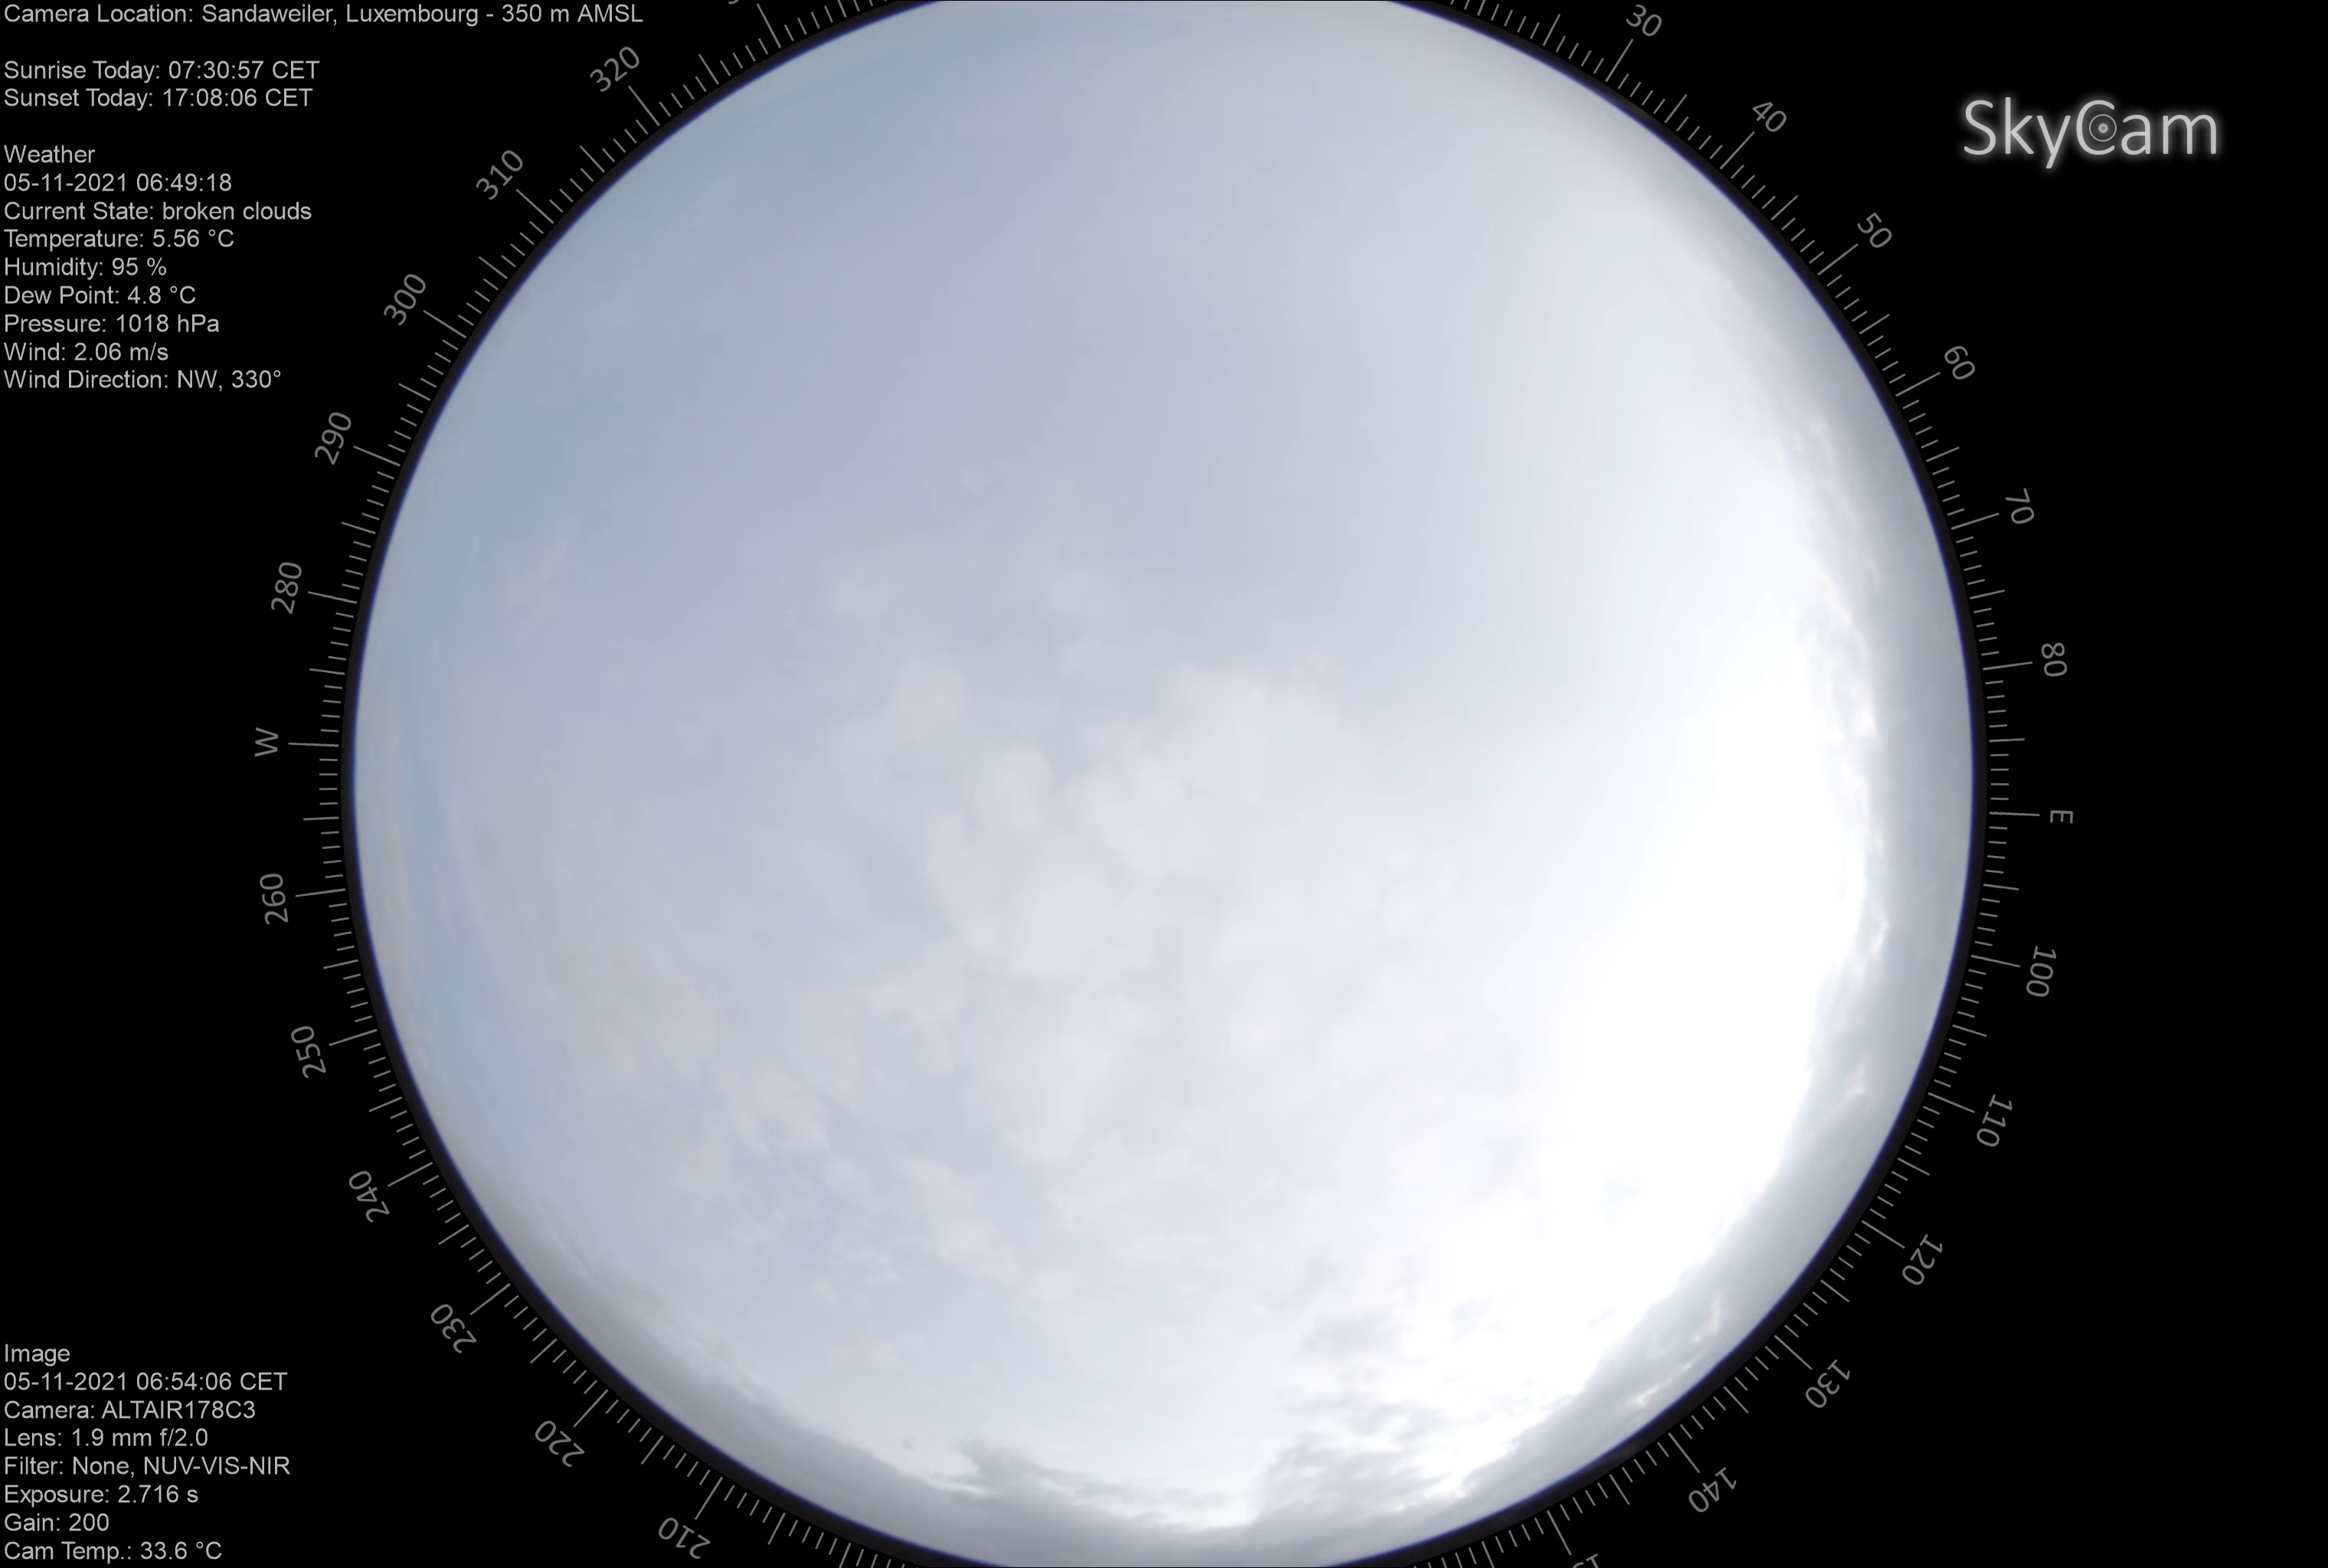 Camera Location: Sandaweiler, Luxembourg - 350 m AMSL
Sunrise Today: 07:30:57 CET
Sunset Today: 17:08:06 CET
Weather
05-11-2021 06:49:18
Current State: broken clouds
Temperature: 5.56 °C
Humidity: 95 %
Dew Point: 4.8 °C
Pressure: 1018 hPa
Wind: 2.06 m/s
Wind Direction: NW, 330°
SkyCam
30
40
50
60
70
80
E
100
110
120
130
140
210
220
230
240
250
260
W
280
290
300
310
320
Image
05-11-2021 06:54:06 CET
Camera: ALTAIR178C3
Lens: 1.9 mm f/2.0
Filter: None, NUV-VIS-NIR
Exposure: 2.716 s
Gain: 200
Cam Temp.: 33.6 °C